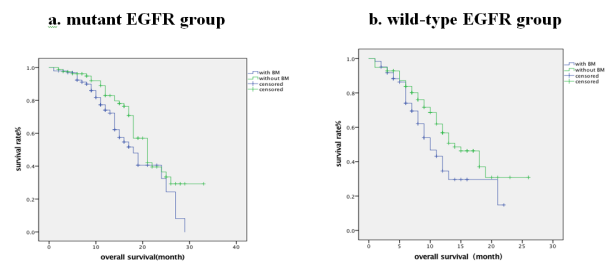 a. mutant EGFR group
b. wild-type EGFR group
with BM
without BM
censored
censored
survival rate%
1.0
0.8
0.6
0.4
0.2
0.0
0
10
20
30
40
overall survival(month)
with BM
without BM
censored
censored
survival rate%
1.0
0.8
0.6
0.4
0.2
0.0
0
5
10
15
20
25
30
overall survival (month)